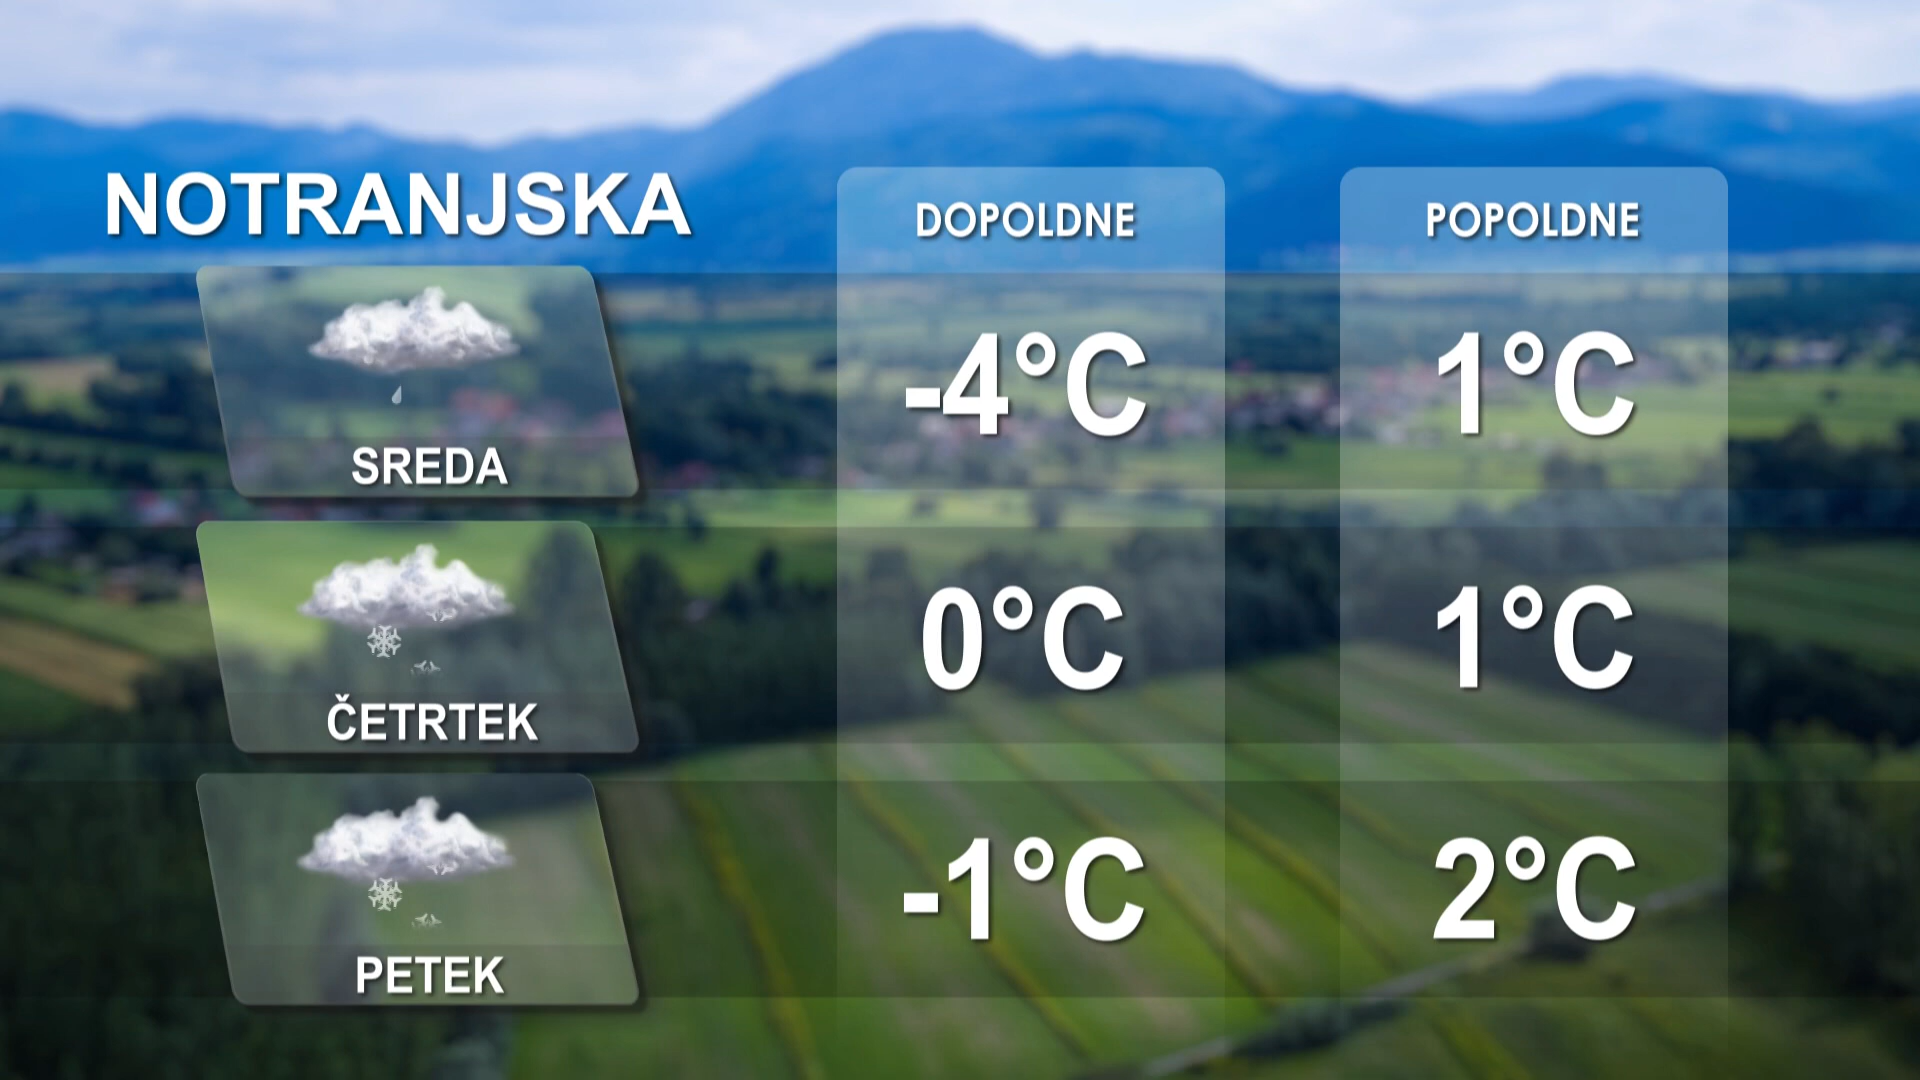 NOTRANJSKA
DOPOLDNE POPOLDNE
SREDA -4°C 1°C
ČETRTEK 0°C 1°C
PETEK -1°C 2°C